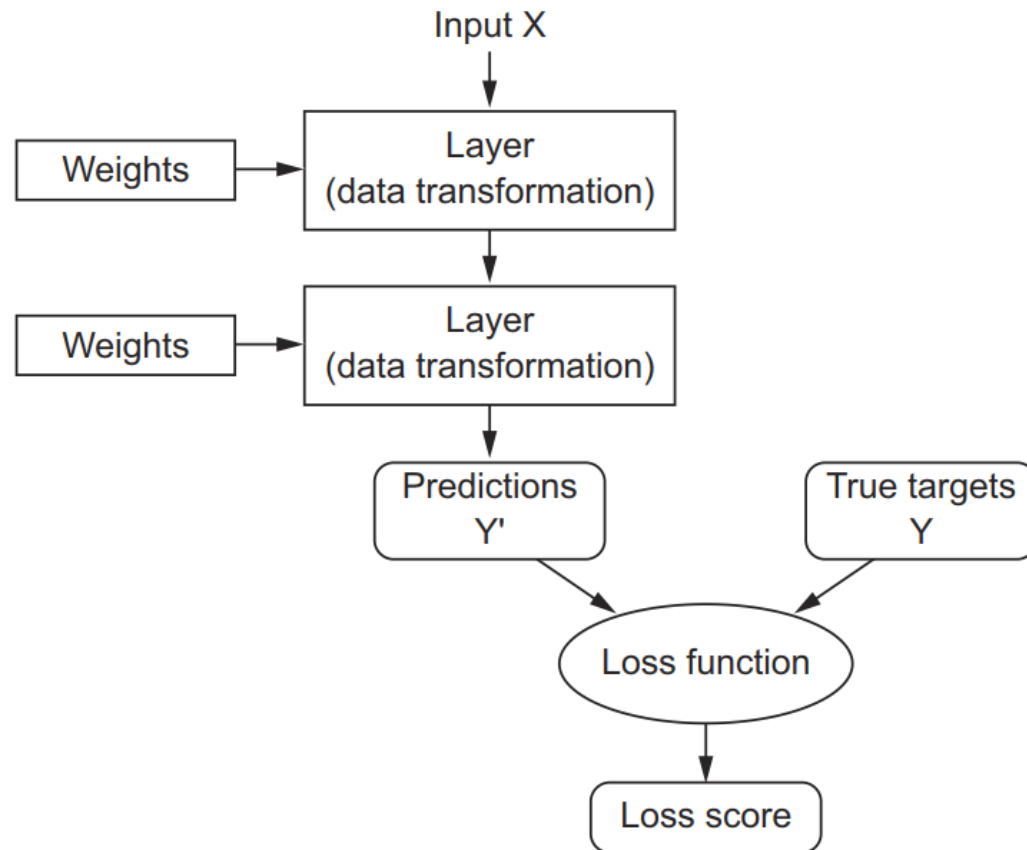 Input X
Weights
Layer
(data transformation)
Weights
Layer
(data transformation)
Predictions
Y'
True targets
Y
Loss function
Loss score